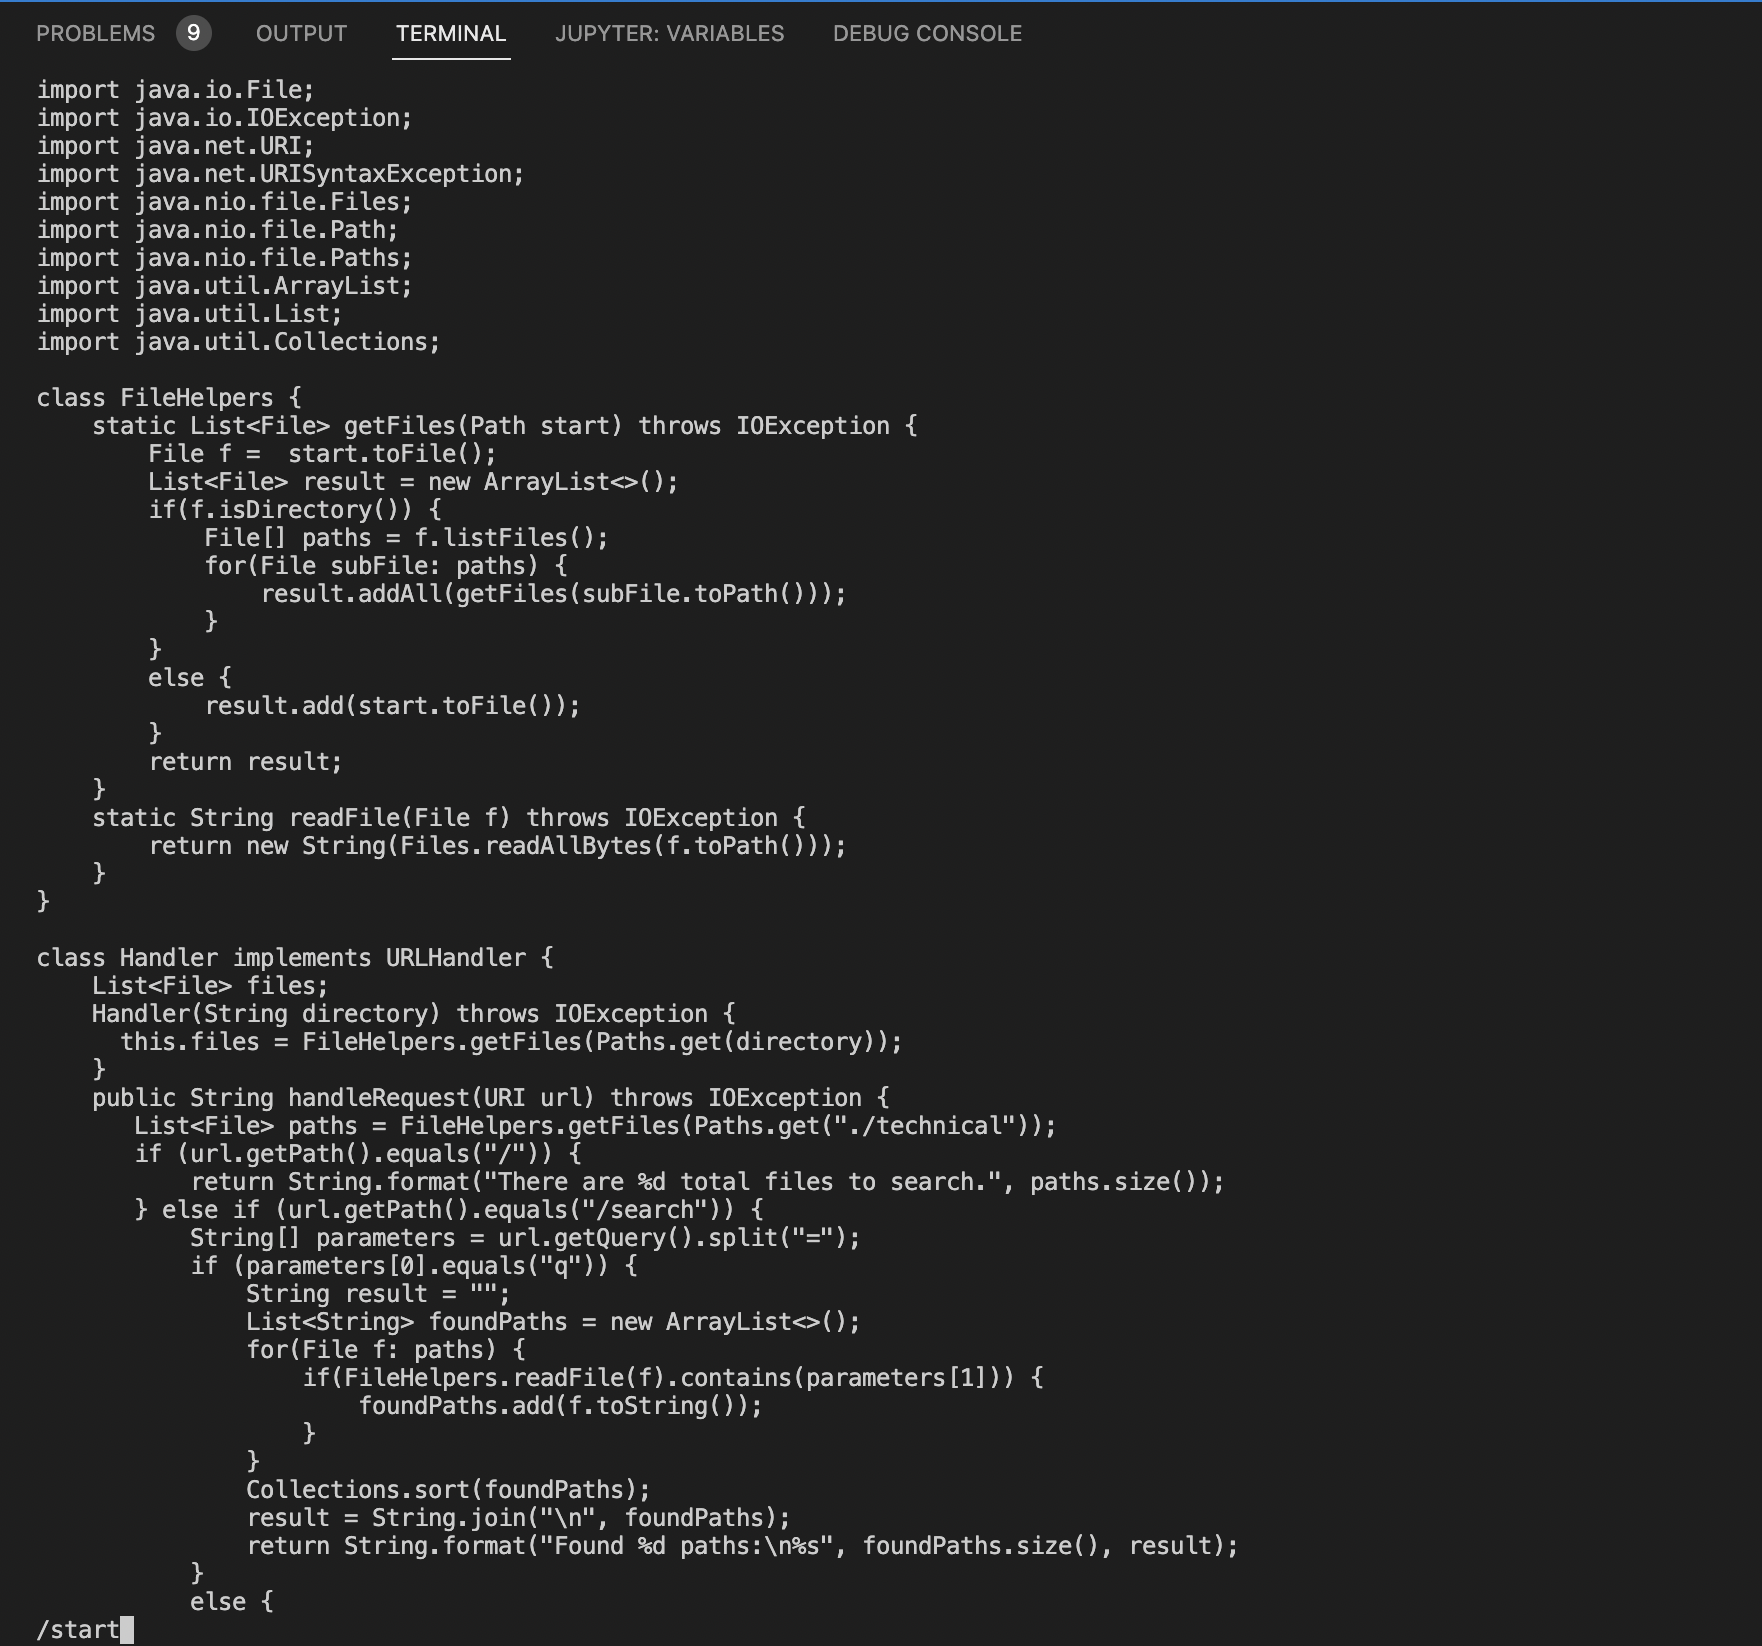 PROBLEMS 9 OUTPUT TERMINAL JUPYTER: VARIABLES DEBUG CONSOLE
import java.io.File;
import java.io.IOException;
import java.net.URI;
import java.net.URISyntaxException;
import java.nio.file.Files;
import java.nio.file.Path;
import java.nio.file.Paths;
import java.util.ArrayList;
import java.util.List;
import java.util.Collections;

class FileHelpers {
    static List<File> getFiles(Path start) throws IOException {
        File f =  start.toFile();
        List<File> result = new ArrayList<>();
        if(f.isDirectory()) {
            File[] paths = f.listFiles();
            for(File subFile: paths) {
                result.addAll(getFiles(subFile.toPath()));
            }
        }
        else {
            result.add(start.toFile());
        }
        return result;
    }
    static String readFile(File f) throws IOException {
        return new String(Files.readAllBytes(f.toPath()));
    }
}

class Handler implements URLHandler {
    List<File> files;
    Handler(String directory) throws IOException {
      this.files = FileHelpers.getFiles(Paths.get(directory));
    }
    public String handleRequest(URI url) throws IOException {
       List<File> paths = FileHelpers.getFiles(Paths.get("./technical"));
       if (url.getPath().equals("/")) {
           return String.format("There are %d total files to search.", paths.size());
       } else if (url.getPath().equals("/search")) {
           String[] parameters = url.getQuery().split("=");
           if (parameters[0].equals("q")) {
               String result = "";
               List<String> foundPaths = new ArrayList<>();
               for(File f: paths) {
                   if(FileHelpers.readFile(f).contains(parameters[1])) {
                       foundPaths.add(f.toString());
                   }
               }
               Collections.sort(foundPaths);
               result = String.join("\n", foundPaths);
               return String.format("Found %d paths:\n%s", foundPaths.size(), result);
           }
           else {
/start